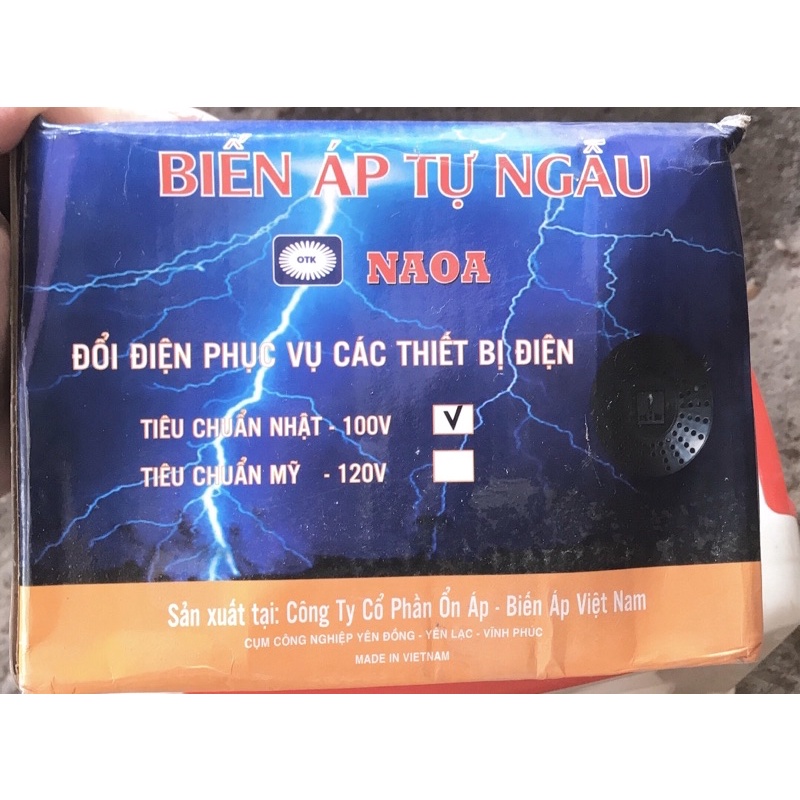 BIẾN ÁP TỰ NGẪU
OTK NAOA
ĐỔI ĐIỆN PHỤC VỤ CÁC THIẾT BỊ ĐIỆN
TIÊU CHUẨN NHẬT - 100V √
TIÊU CHUẨN MỸ - 120V
Sản xuất tại: Công Ty Cổ Phần Ổn Áp - Biến Áp Việt Nam
CỤM CÔNG NGHIỆP YÊN ĐỒNG - YÊN LẠC - VĨNH PHÚC
MADE IN VIETNAM